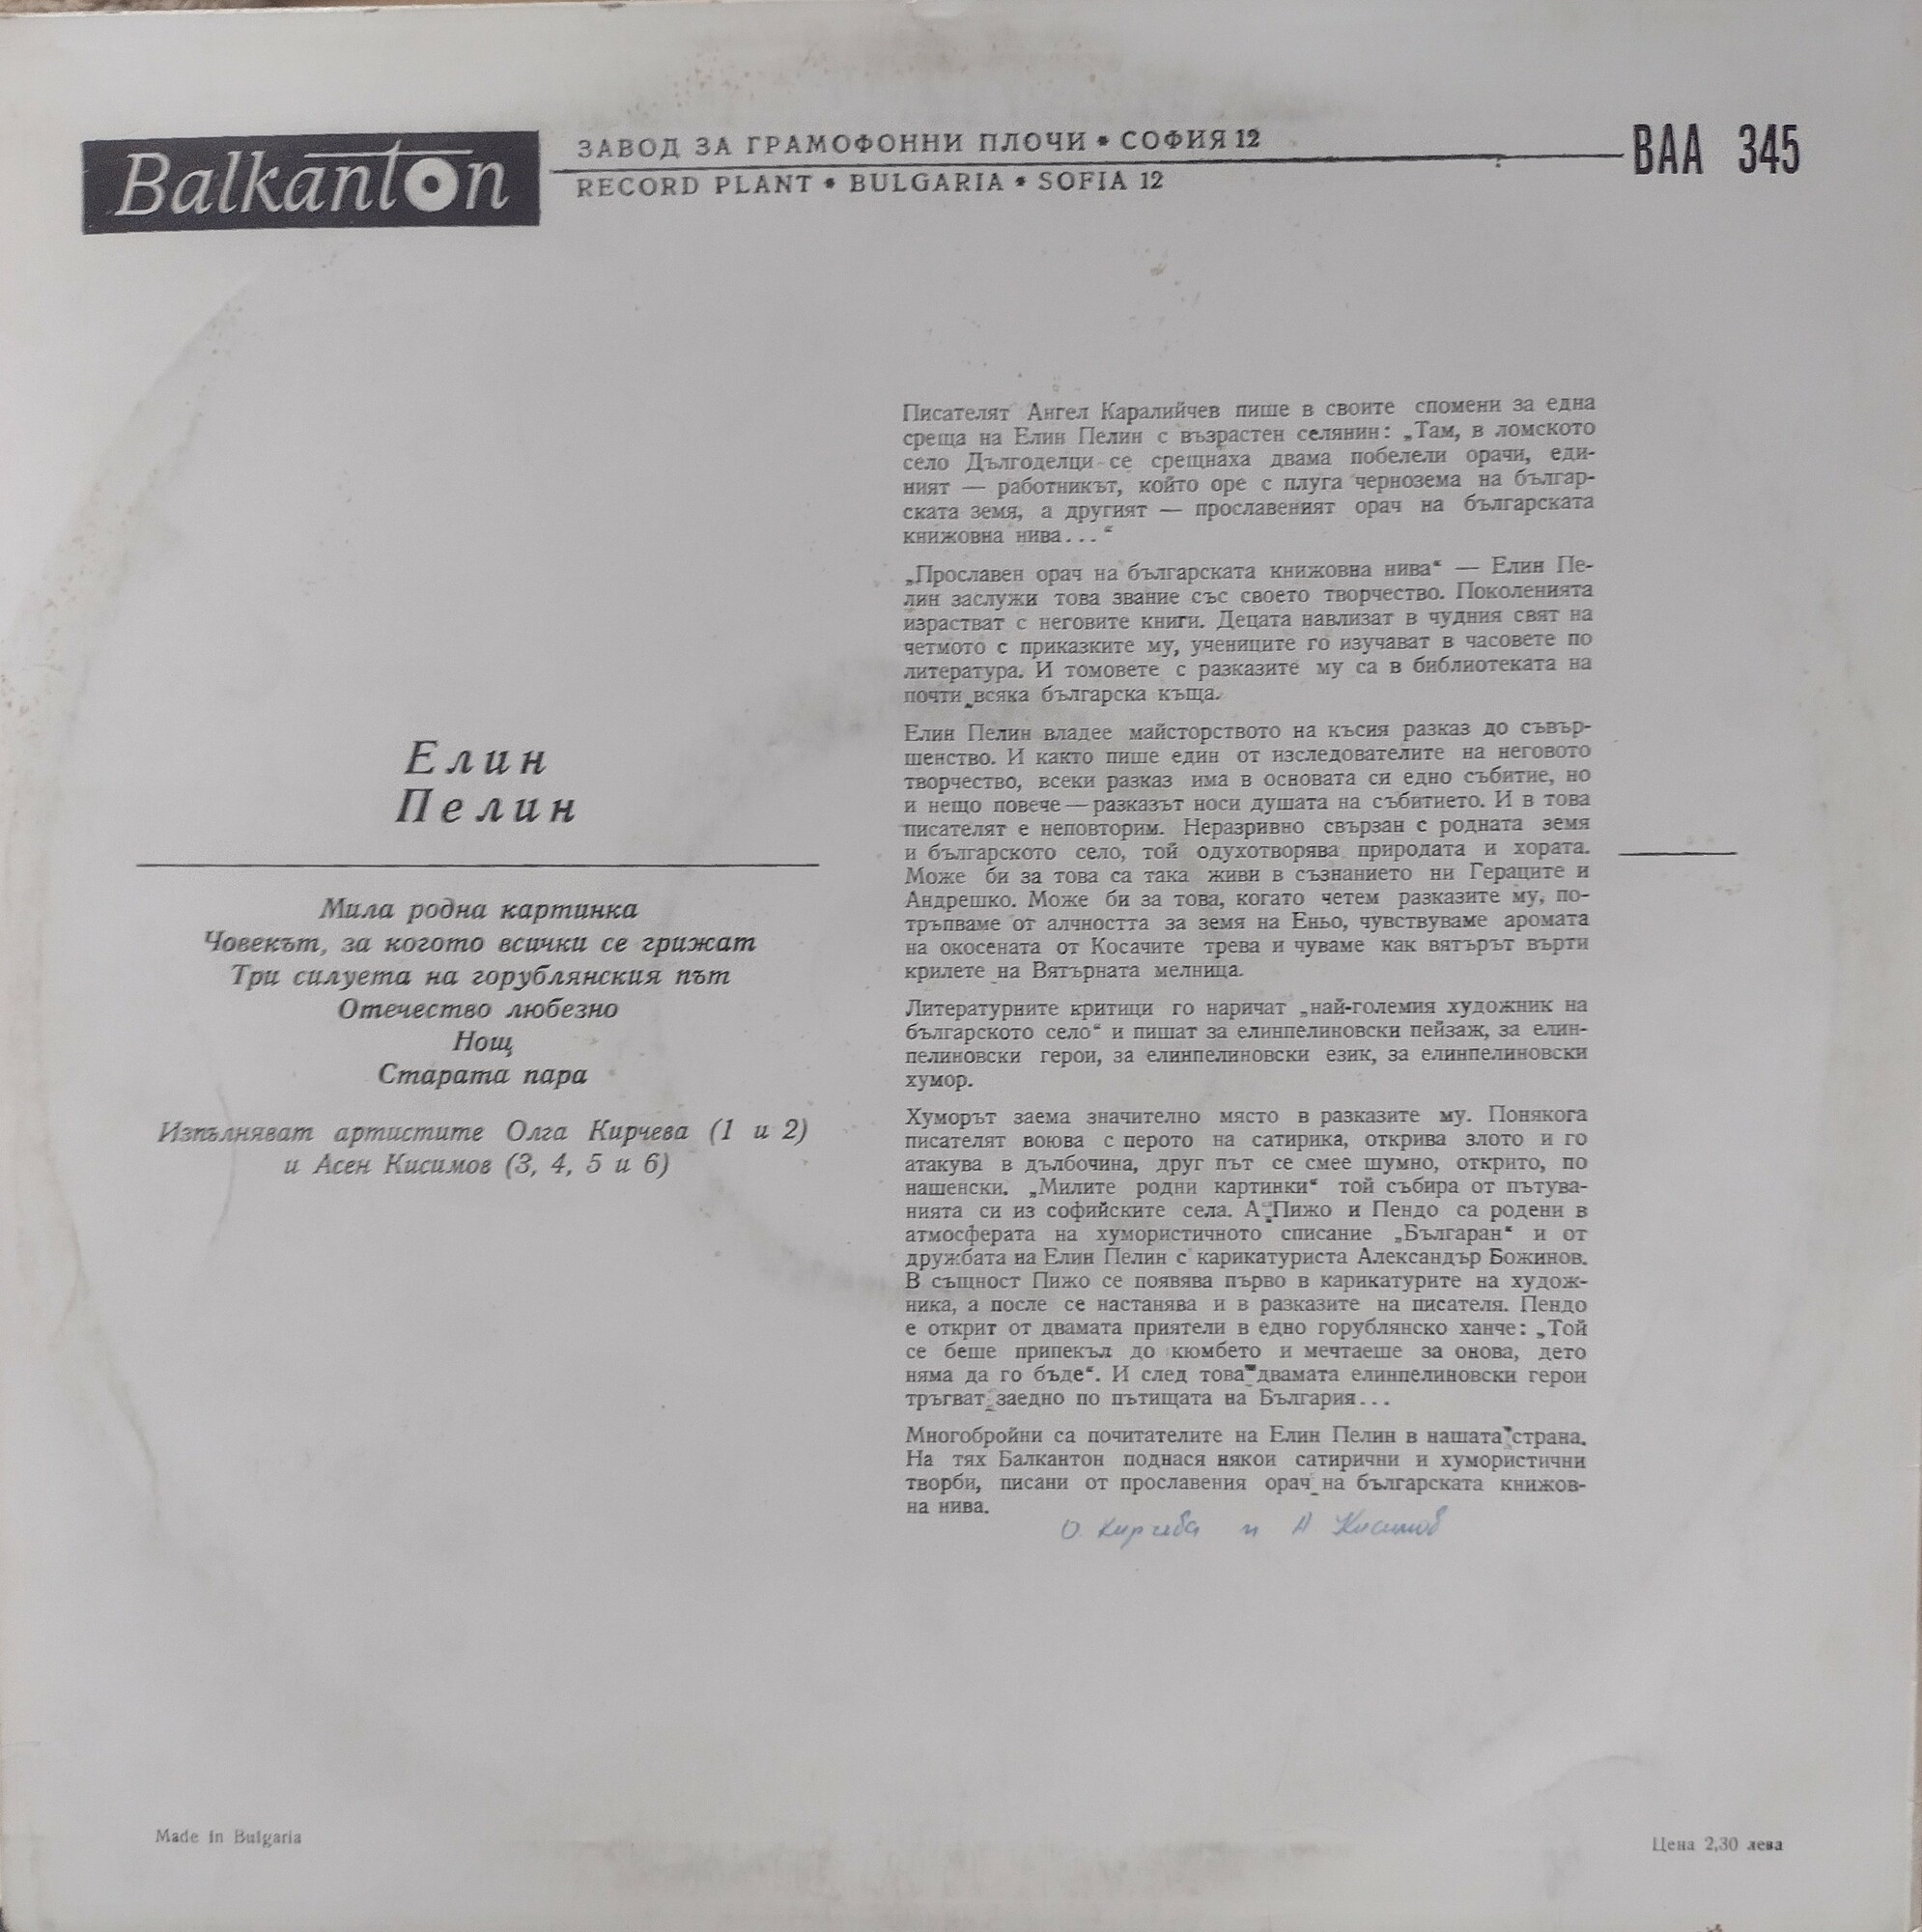 Balkanton
ЗАВОД ЗА ГРАМОФОННИ ПЛОЧИ • СОФИЯ 12
RECORD PLANT • BULGARIA • SOFIA 12
ВАА 345
Елин
Пелин
Мила родна картинка
Човекът, за когото всички се грижат
Три силуета на горублянския път
Отечество любезно
Нощ
Старата пара
Изпълняват артистите Олга Кирчева (1 и 2)
и Асен Кисимов (3, 4, 5 и 6)
Писателят Ангел Каралийчев пише в своите спомени за една
среща на Елин Пелин с възрастен селянин: „Там, в ломското
село Дългоделци се срещнаха двама побелели орачи, еди-
ният — работникът, който оре с плуга чернозема на българ-
ската земя, а другият — прославеният орач на българската
книжовна нива..."
„Прославен орач на българската книжовна нива" — Елин Пе-
лин заслужи това звание със своето творчество. Поколенията
израстват с неговите книги. Децата навлизат в чудния свят на
четмото с приказките му, учениците го изучават в часовете по
литература. И томовете с разказите му са в библиотеката на
почти всяка българска къща.
Елин Пелин владее майсторството на късия разказ до съвър-
шенство. И както пише един от изследователите на неговото
творчество, всеки разказ има в основата си едно събитие, но
и нещо повече — разказът носи душата на събитието. И в това
писателят е неповторим. Неразривно свързан с родната земя
и българското село, той одухотворява природата и хората.
Може би за това са така живи в съзнанието ни Гераците и
Андрешко. Може би за това, когато четем разказите му, по-
тръпваме от алчността за земя на Еньо, чувствуваме аромата
на окосената от Косачите трева и чуваме как вятърът върти
крилете на Вятърната мелница.
Литературните критици го наричат „най-големия художник на
българското село" и пишат за елинпелиновски пейзаж, за елин-
пелиновски герои, за елинпелиновски език, за елинпелиновски
хумор.
Хуморът заема значително място в разказите му. Понякога
писателят воюва с перото на сатирика, открива злото и го
атакува в дълбочина, друг път се смее шумно, открито, по
нашенски. „Милите родни картинки" той събира от пътува-
нията си из софийските села. А Пижо и Пендо са родени в
атмосферата на хумористичното списание „Българан" и от
дружбата на Елин Пелин с карикатуриста Александър Божинов.
В същност Пижо се появява първо в карикатурите на худож-
ника, а после се настанява и в разказите на писателя. Пендо
е открит от двамата приятели в едно горублянско ханче: „Той
се беше припекъл до кюмбето и мечтаеше за онова, дето
няма да го бъде". И след това двамата елинпелиновски герои
тръгват заедно по пътищата на България...
Многобройни са почитателите на Елин Пелин в нашата страна.
На тях Балкантон поднася някои сатирични и хумористични
творби, писани от прославения орач на българската книжов-
на нива.
О. Кирчева и А Кисимов
Made in Bulgaria
Цена 2,30 лева